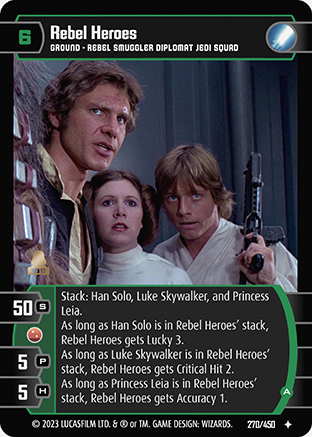 6
Rebel Heroes
GROUND - REBEL SMUGGLER DIPLOMAT JEDI SQUAD
50 S
5 P
5 H
Stack: Han Solo, Luke Skywalker, and Princess
Leia.
As long as Han Solo is in Rebel Heroes' stack,
Rebel Heroes gets Lucky 3.
As long as Luke Skywalker is in Rebel Heroes'
stack, Rebel Heroes gets Critical Hit 2.
As long as Princess Leia is in Rebel Heroes'
stack, Rebel Heroes gets Accuracy 1.
A
© 2023 LUCASFILM LTD. & ® or TM. GAME DESIGN: WIZARDS.
270/450